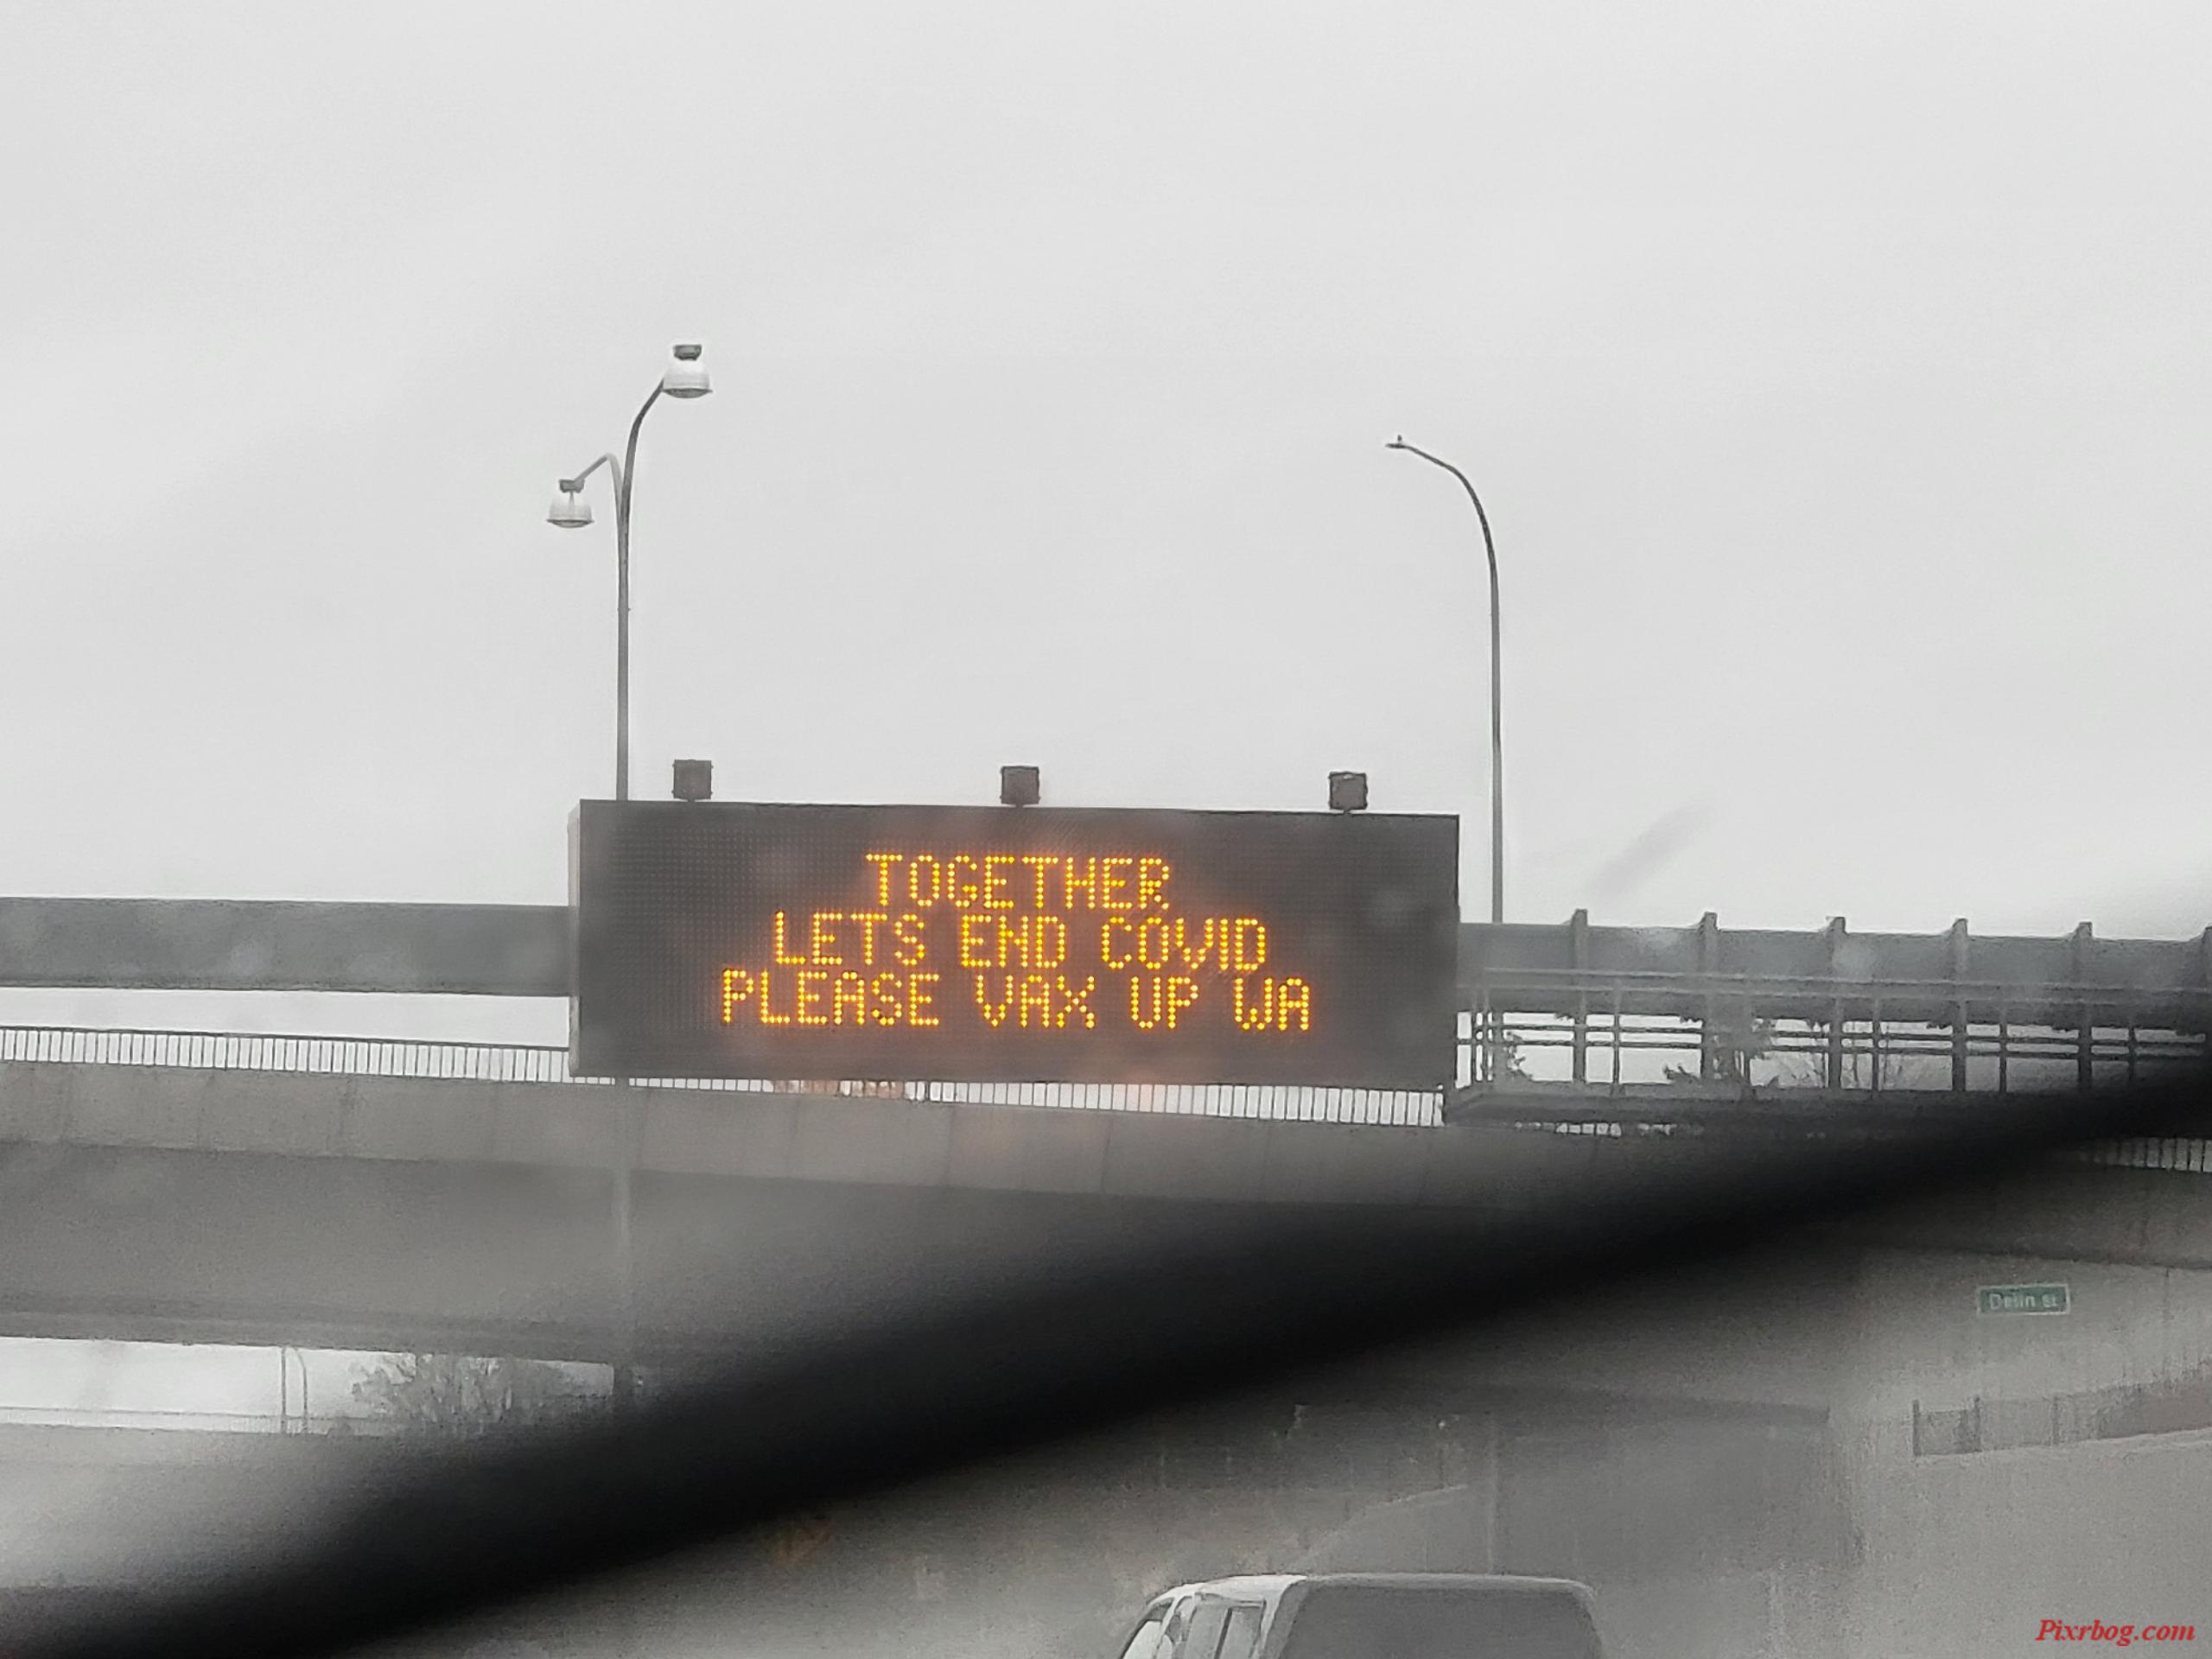 TOGETHER
LETS END COVID
PLEASE VAX UP WA
Delin St
Pixrbog.com